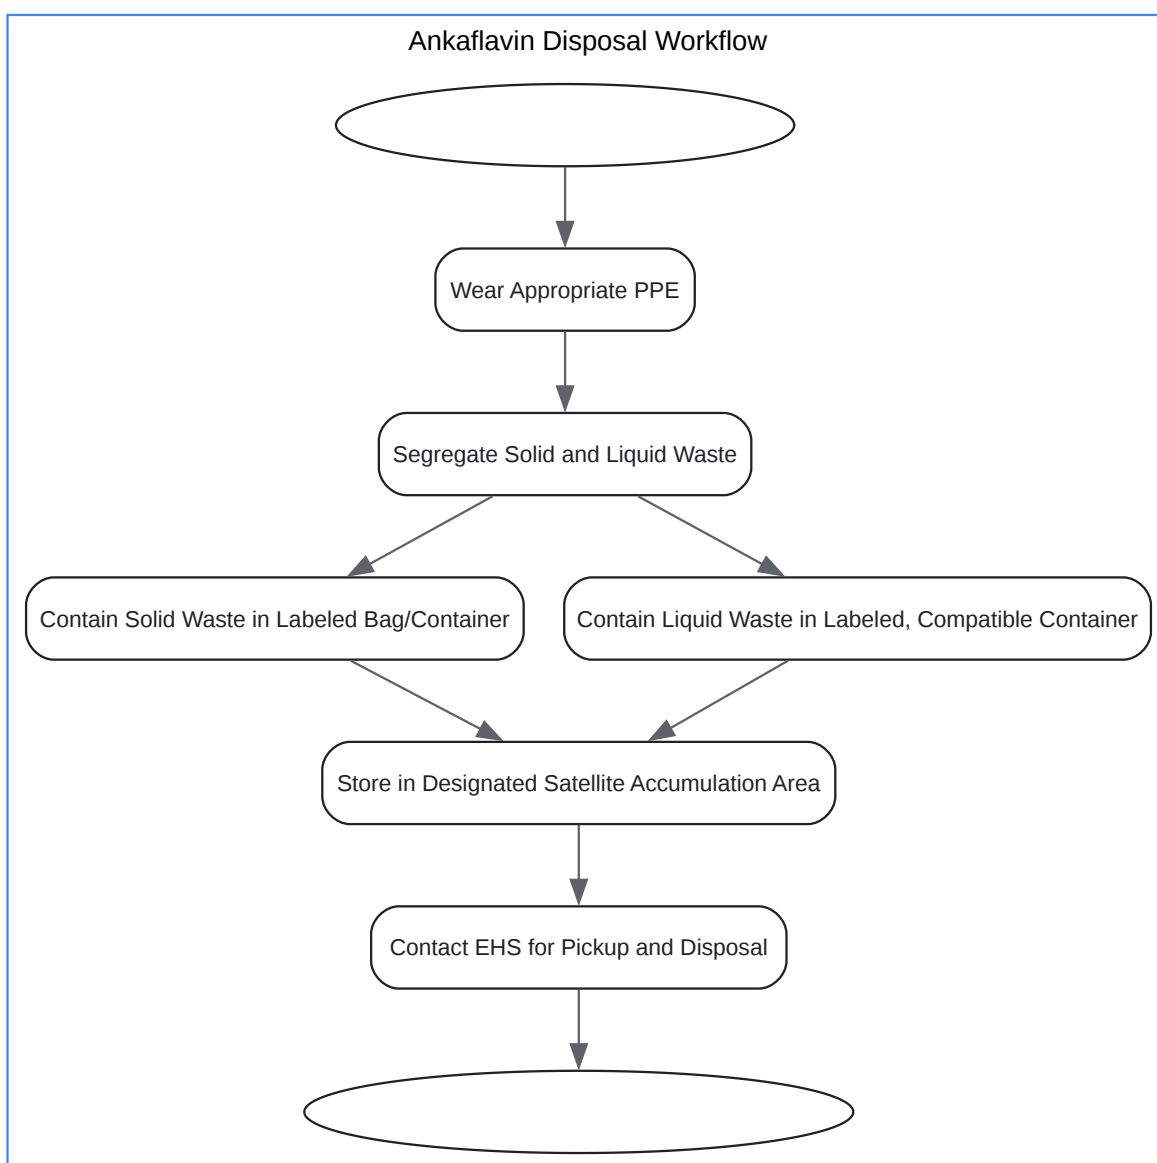 Ankaflavin Disposal Workflow
Wear Appropriate PPE
Segregate Solid and Liquid Waste
Contain Solid Waste in Labeled Bag/Container
Contain Liquid Waste in Labeled, Compatible Container
Store in Designated Satellite Accumulation Area
Contact EHS for Pickup and Disposal